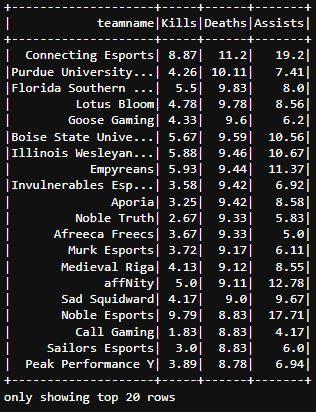 +--------------------+-----+------+-------+
|            teamname|Kills|Deaths|Assists|
+--------------------+-----+------+-------+
|  Connecting Esports| 8.87|  11.2|   19.2|
|Purdue University...| 4.26| 10.11|   7.41|
|Florida Southern ...|  5.5|  9.83|    8.0|
|         Lotus Bloom| 4.78|  9.78|   8.56|
|        Goose Gaming| 4.33|   9.6|    6.2|
|Boise State Unive...| 5.67|  9.59|  10.56|
|Illinois Wesleyan...| 5.88|  9.46|  10.67|
|           Empyreans| 5.93|  9.44|  11.37|
|Invulnerables Esp...| 3.58|  9.42|   6.92|
|             Aporia| 3.25|  9.42|   8.58|
|         Noble Truth| 2.67|  9.33|   5.83|
|      Afreeca Freecs| 3.67|  9.33|    5.0|
|        Murk Esports| 3.72|  9.17|   6.11|
|       Medieval Riga| 4.13|  9.12|   8.55|
|             affNity|  5.0|  9.11|  12.78|
|       Sad Squidward| 4.17|   9.0|   9.67|
|       Noble Esports| 9.79|  8.83|  17.71|
|         Call Gaming| 1.83|  8.83|   4.17|
|     Sailors Esports|  3.0|  8.83|    6.0|
|  Peak Performance Y| 3.89|  8.78|   6.94|
+--------------------+-----+------+-------+
only showing top 20 rows